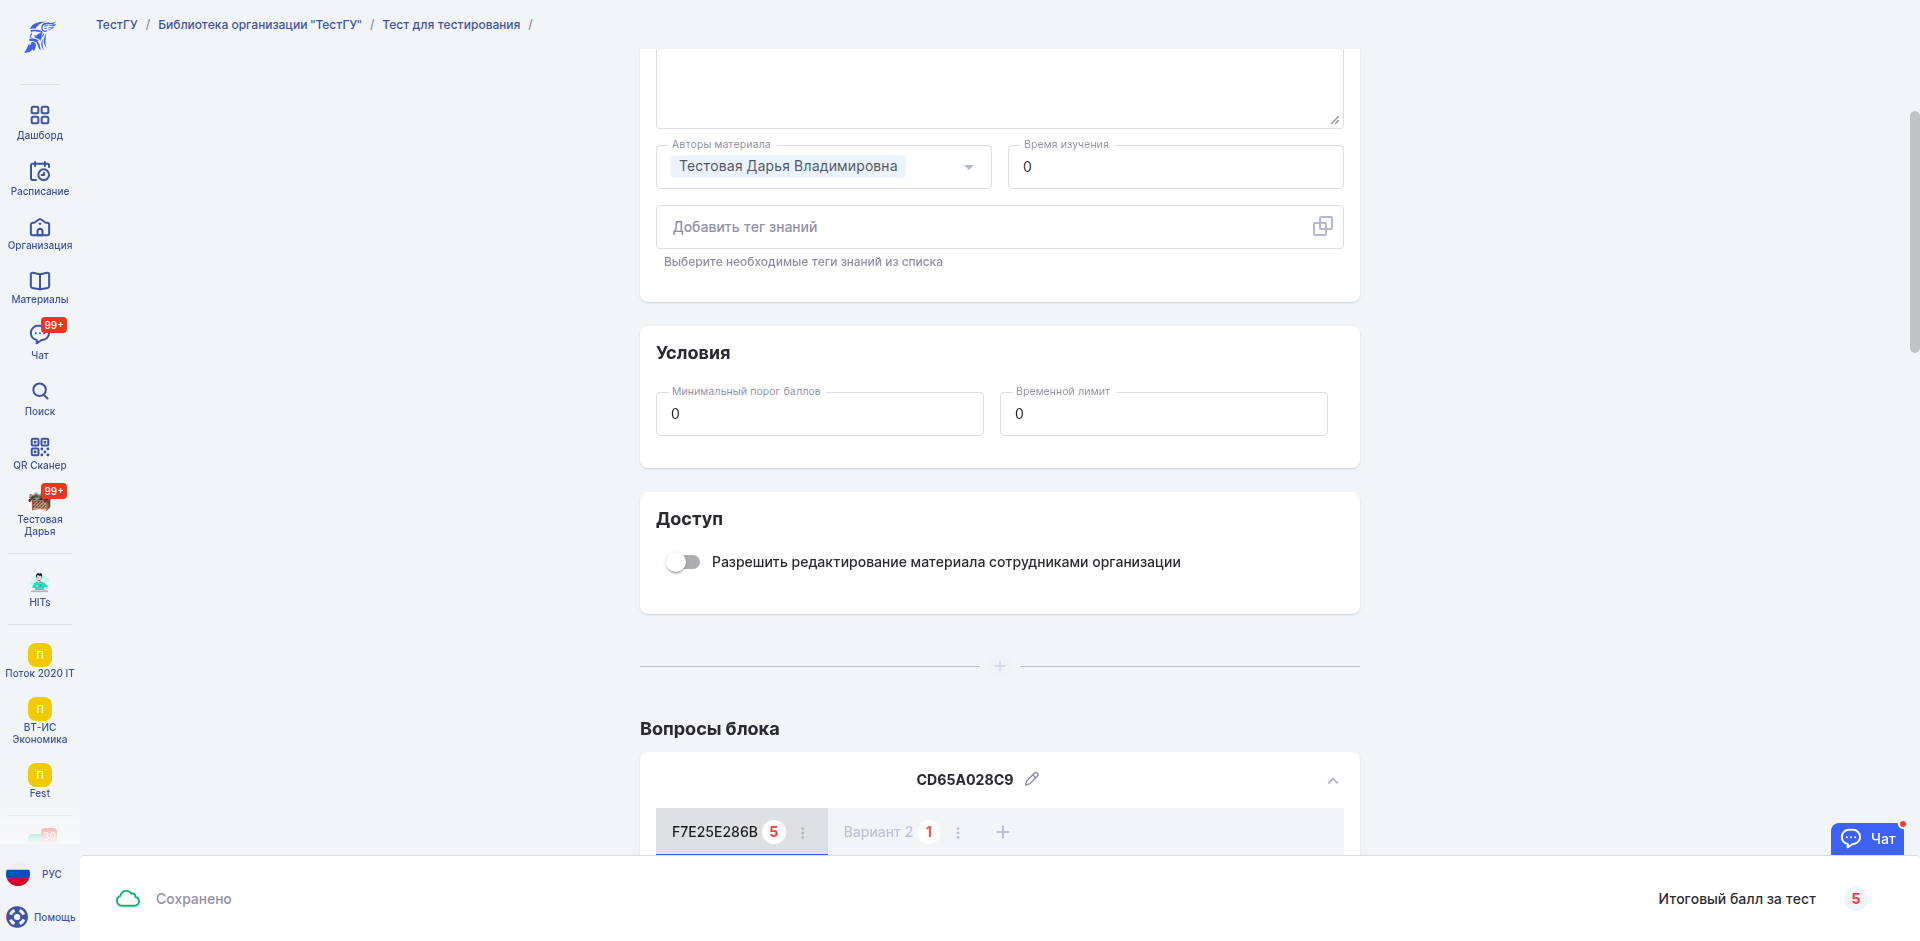 ТестГУ / Библиотека организации "ТестГУ" / Тест для тестирования /
Дашборд
Расписание
Организация
Материалы
99+
Чат
Поиск
QR Сканер
99+
Тестовая
Дарья
HITs
П
Поток 2020 IT
П
ВТ-ИС
Экономика
П
Fest
30
РУС
Помощь
Авторы материала
Тестовая Дарья Владимировна
Время изучения
0
Добавить тег знаний
Выберите необходимые теги знаний из списка
Условия
Минимальный порог баллов
0
Временной лимит
0
Доступ
Разрешить редактирование материала сотрудниками организации
Вопросы блока
CD65A028C9
F7E25E286B 5
Вариант 2 1
Чат
Сохранено
Итоговый балл за тест 5